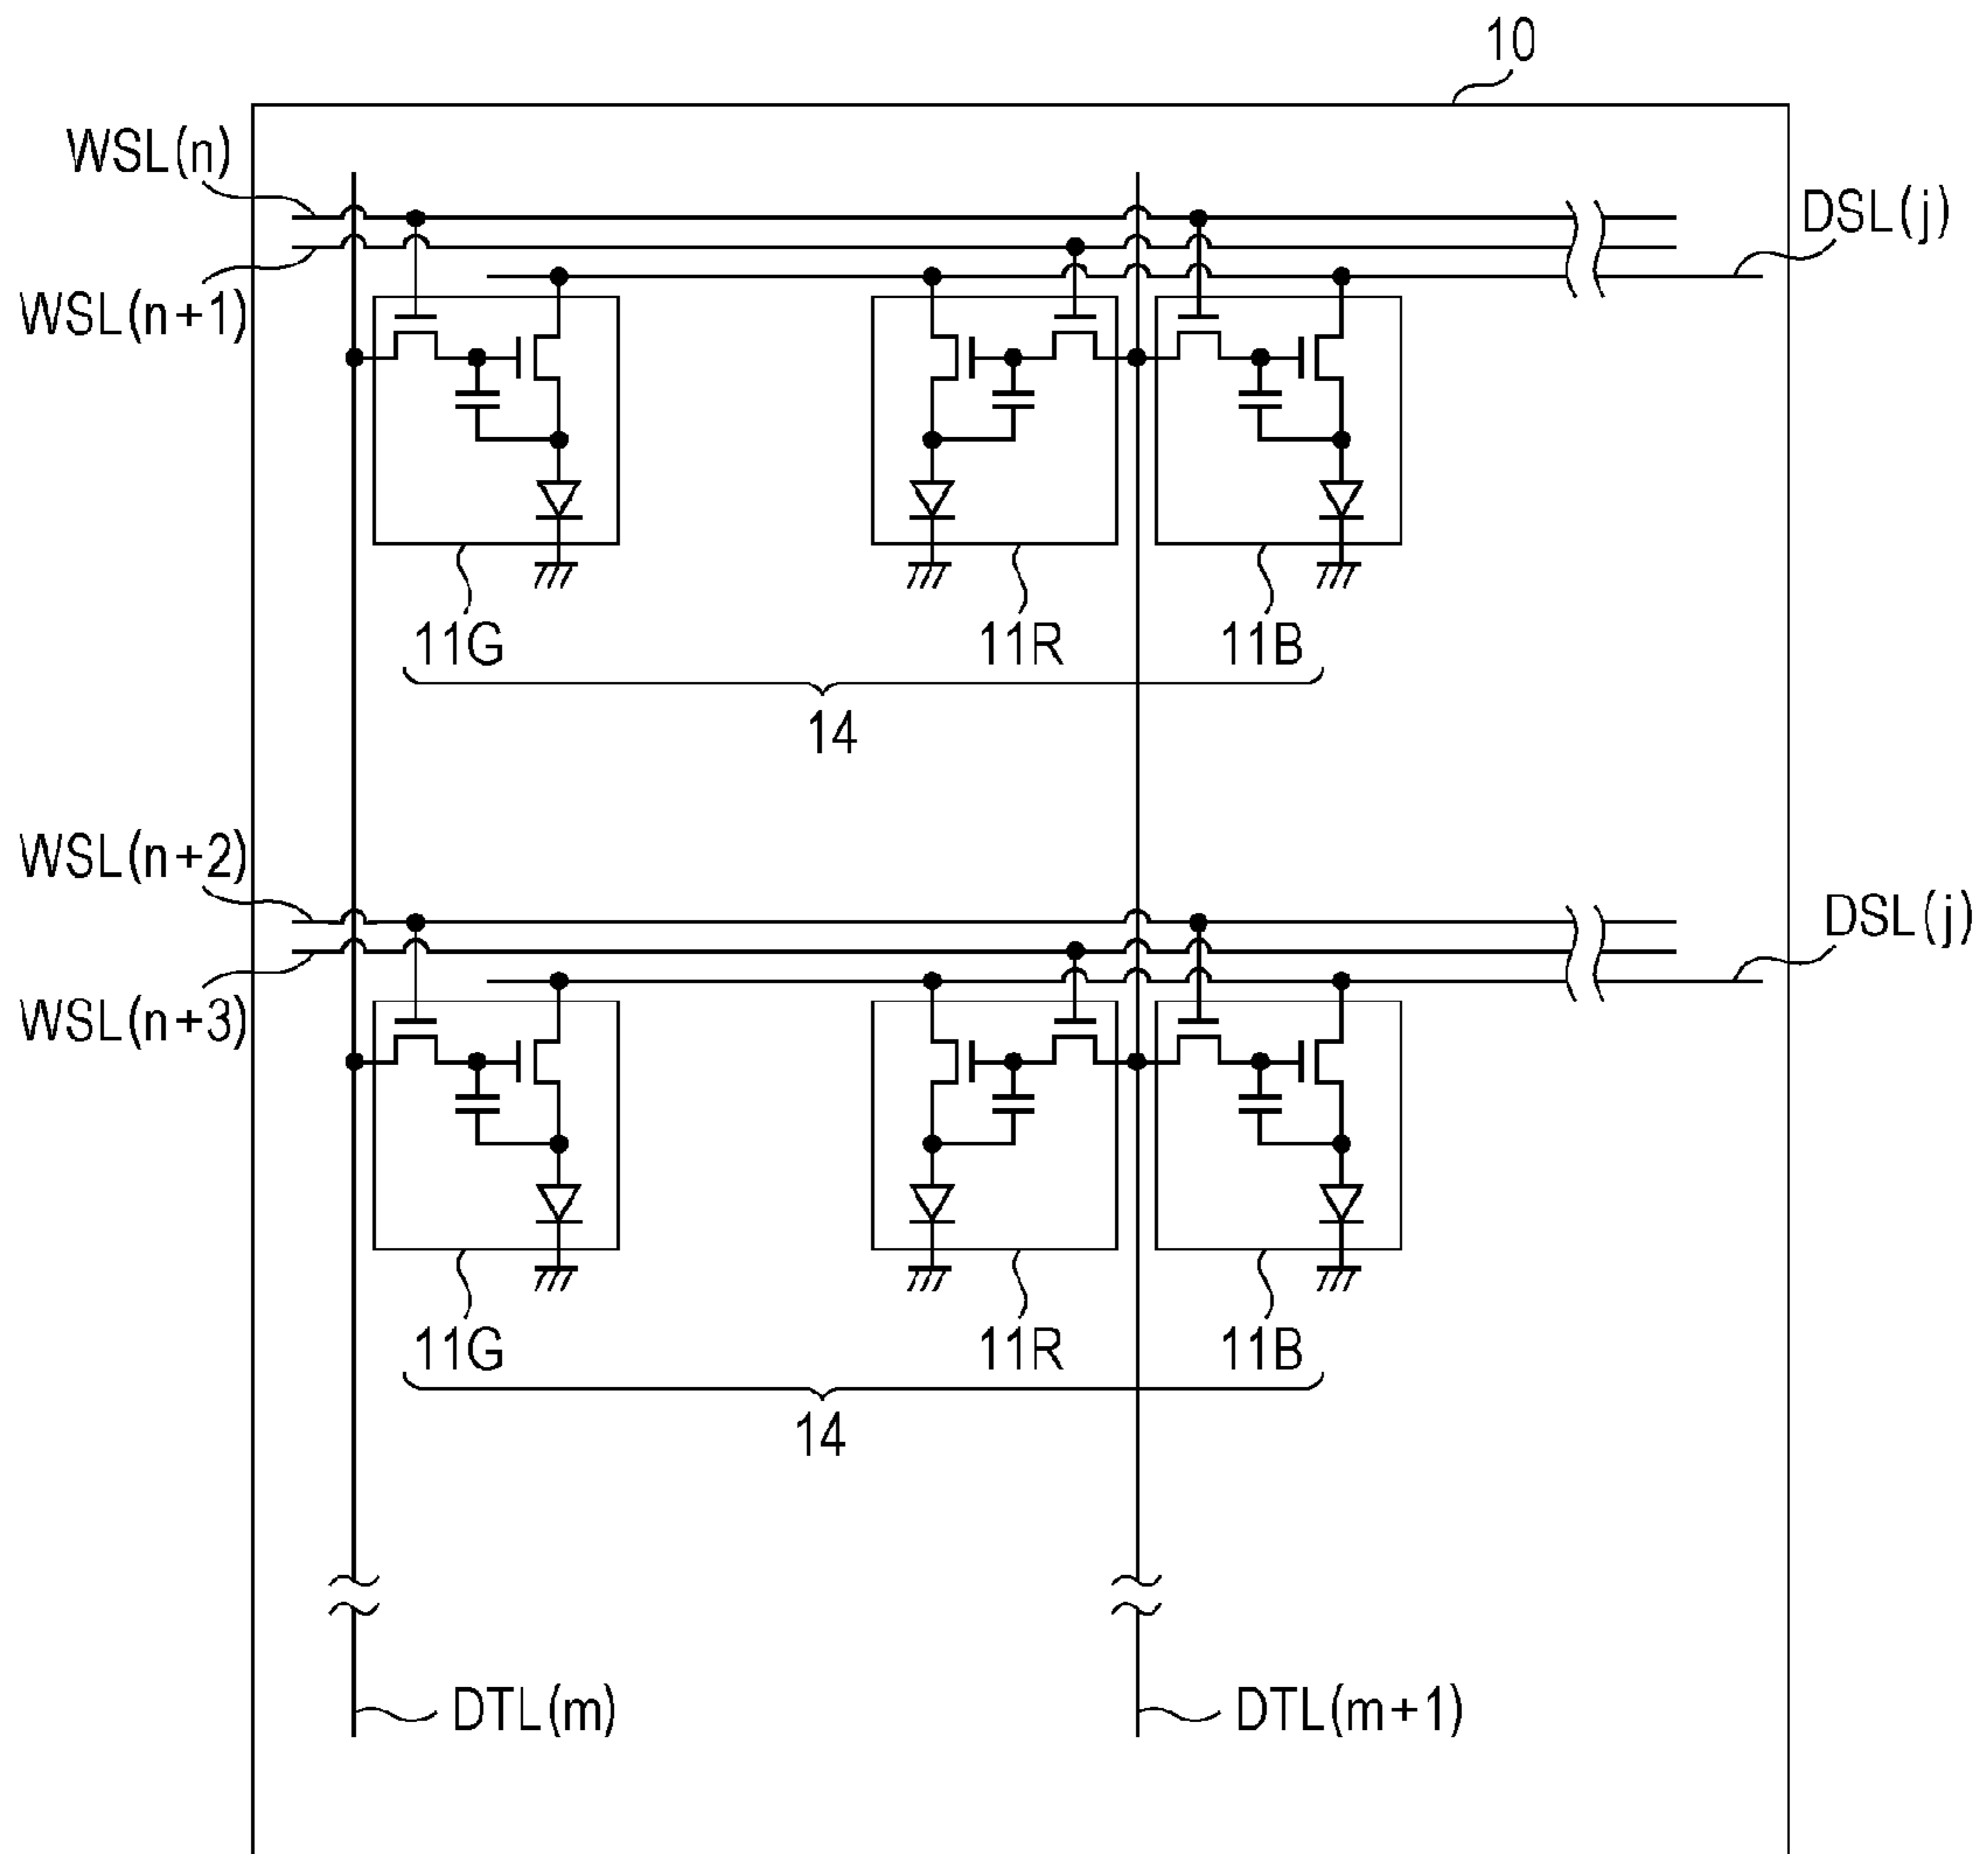 10
WSL(n)
DSL(j)
WSL(n+1)
11G
11R
11B
14
WSL(n+2)
DSL(j)
WSL(n+3)
11G
11R
11B
14
DTL(m)
DTL(m+1)